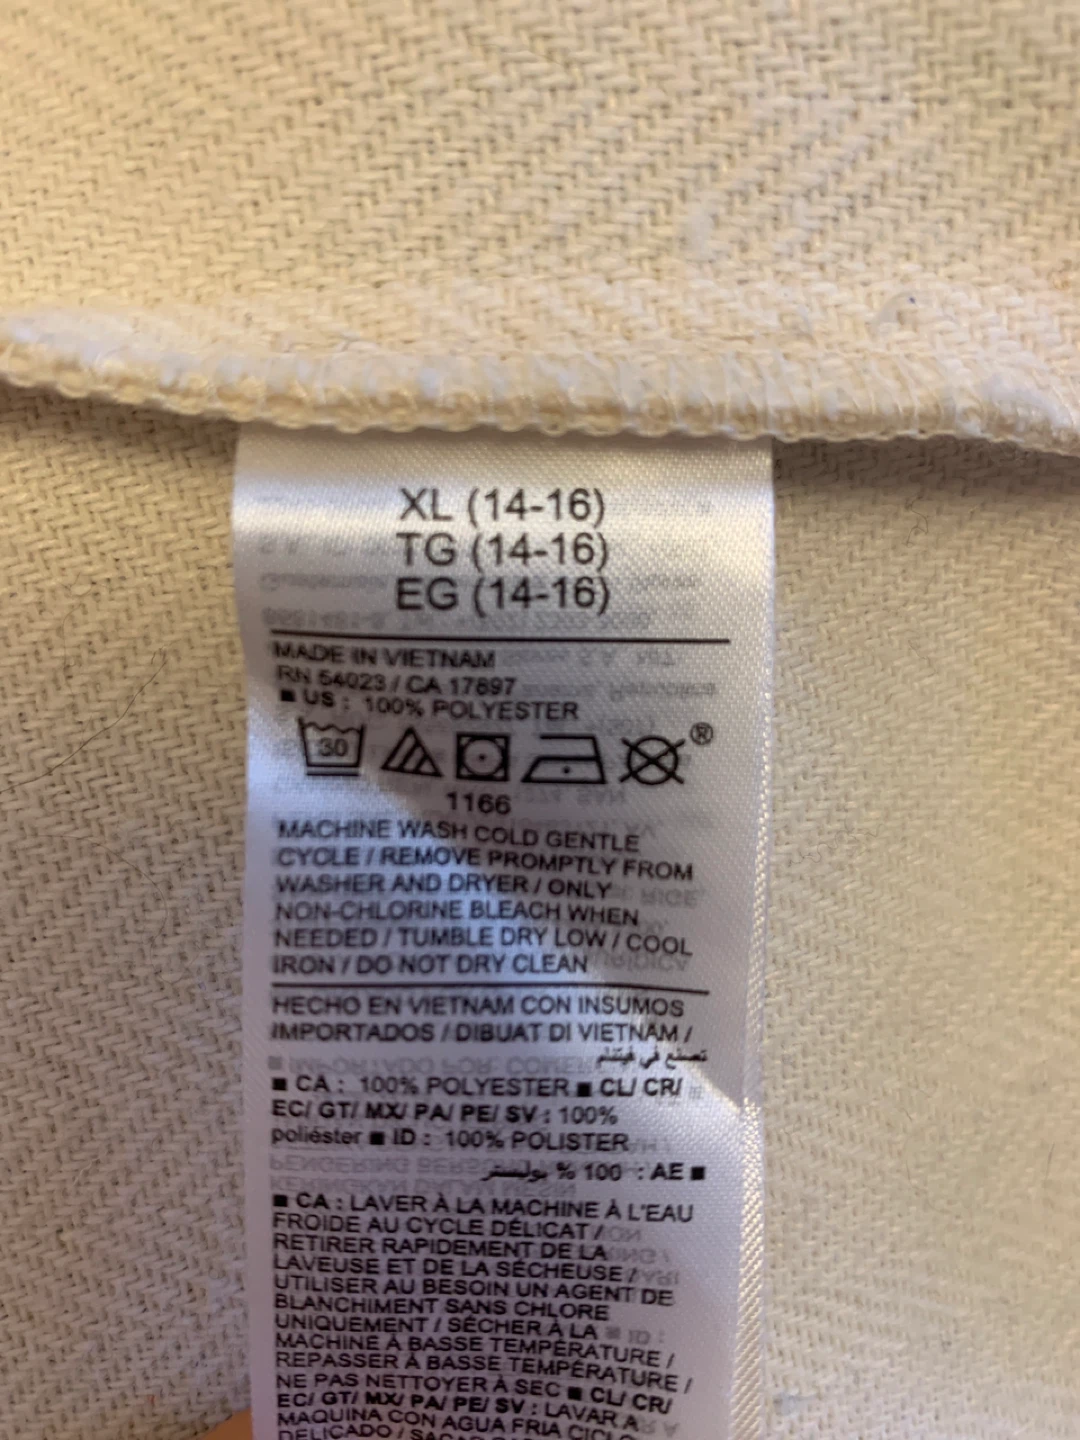 XL (14-16)
TG (14-16)
EG (14-16)
MADE IN VIETNAM
RN 54023 / CA 17897
■ US : 100% POLYESTER
30
®
1166
MACHINE WASH COLD GENTLE
CYCLE / REMOVE PROMPTLY FROM
WASHER AND DRYER / ONLY
NON-CHLORINE BLEACH WHEN
NEEDED / TUMBLE DRY LOW / COOL
IRON / DO NOT DRY CLEAN
HECHO EN VIETNAM CON INSUMOS
IMPORTADOS / DIBUAT DI VIETNAM /
تصنع في فيتنام
■ CA : 100% POLYESTER ■ CL/ CR/
EC/ GT/ MX/ PA/ PE/ SV : 100%
poliéster ■ ID : 100% POLISTER
■ AE : 100 % بوليستر
■ CA : LAVER À LA MACHINE À L'EAU
FROIDE AU CYCLE DÉLICAT /
RETIRER RAPIDEMENT DE LA
LAVEUSE ET DE LA SÉCHEUSE /
UTILISER AU BESOIN UN AGENT DE
BLANCHIMENT SANS CHLORE
UNIQUEMENT / SÉCHER À LA
MACHINE À BASSE TEMPÉRATURE /
REPASSER À BASSE TEMPÉRATURE /
NE PAS NETTOYER À SEC ■ CL/ CR/
EC/ GT/ MX/ PA/ PE/ SV : LAVAR A
MAQUINA CON AGUA FRIA CICLO
DELICADO /